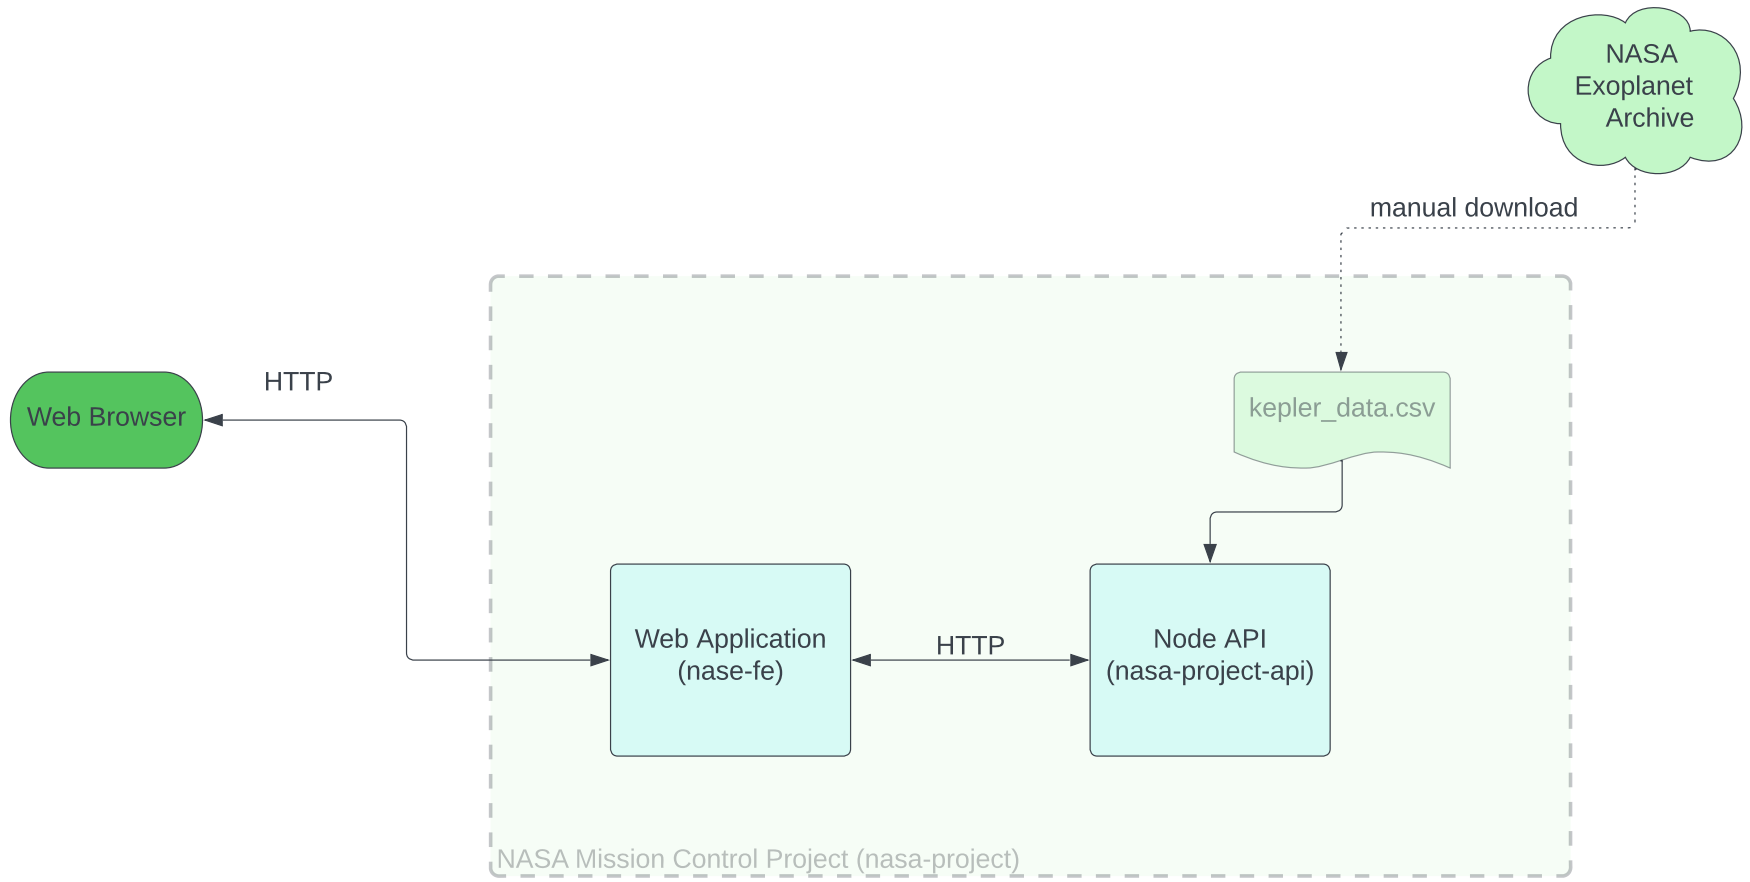 NASA
Exoplanet
Archive
manual download
HTTP
Web Browser
kepler_data.csv
Web Application
(nase-fe)
HTTP
Node API
(nasa-project-api)
NASA Mission Control Project (nasa-project)